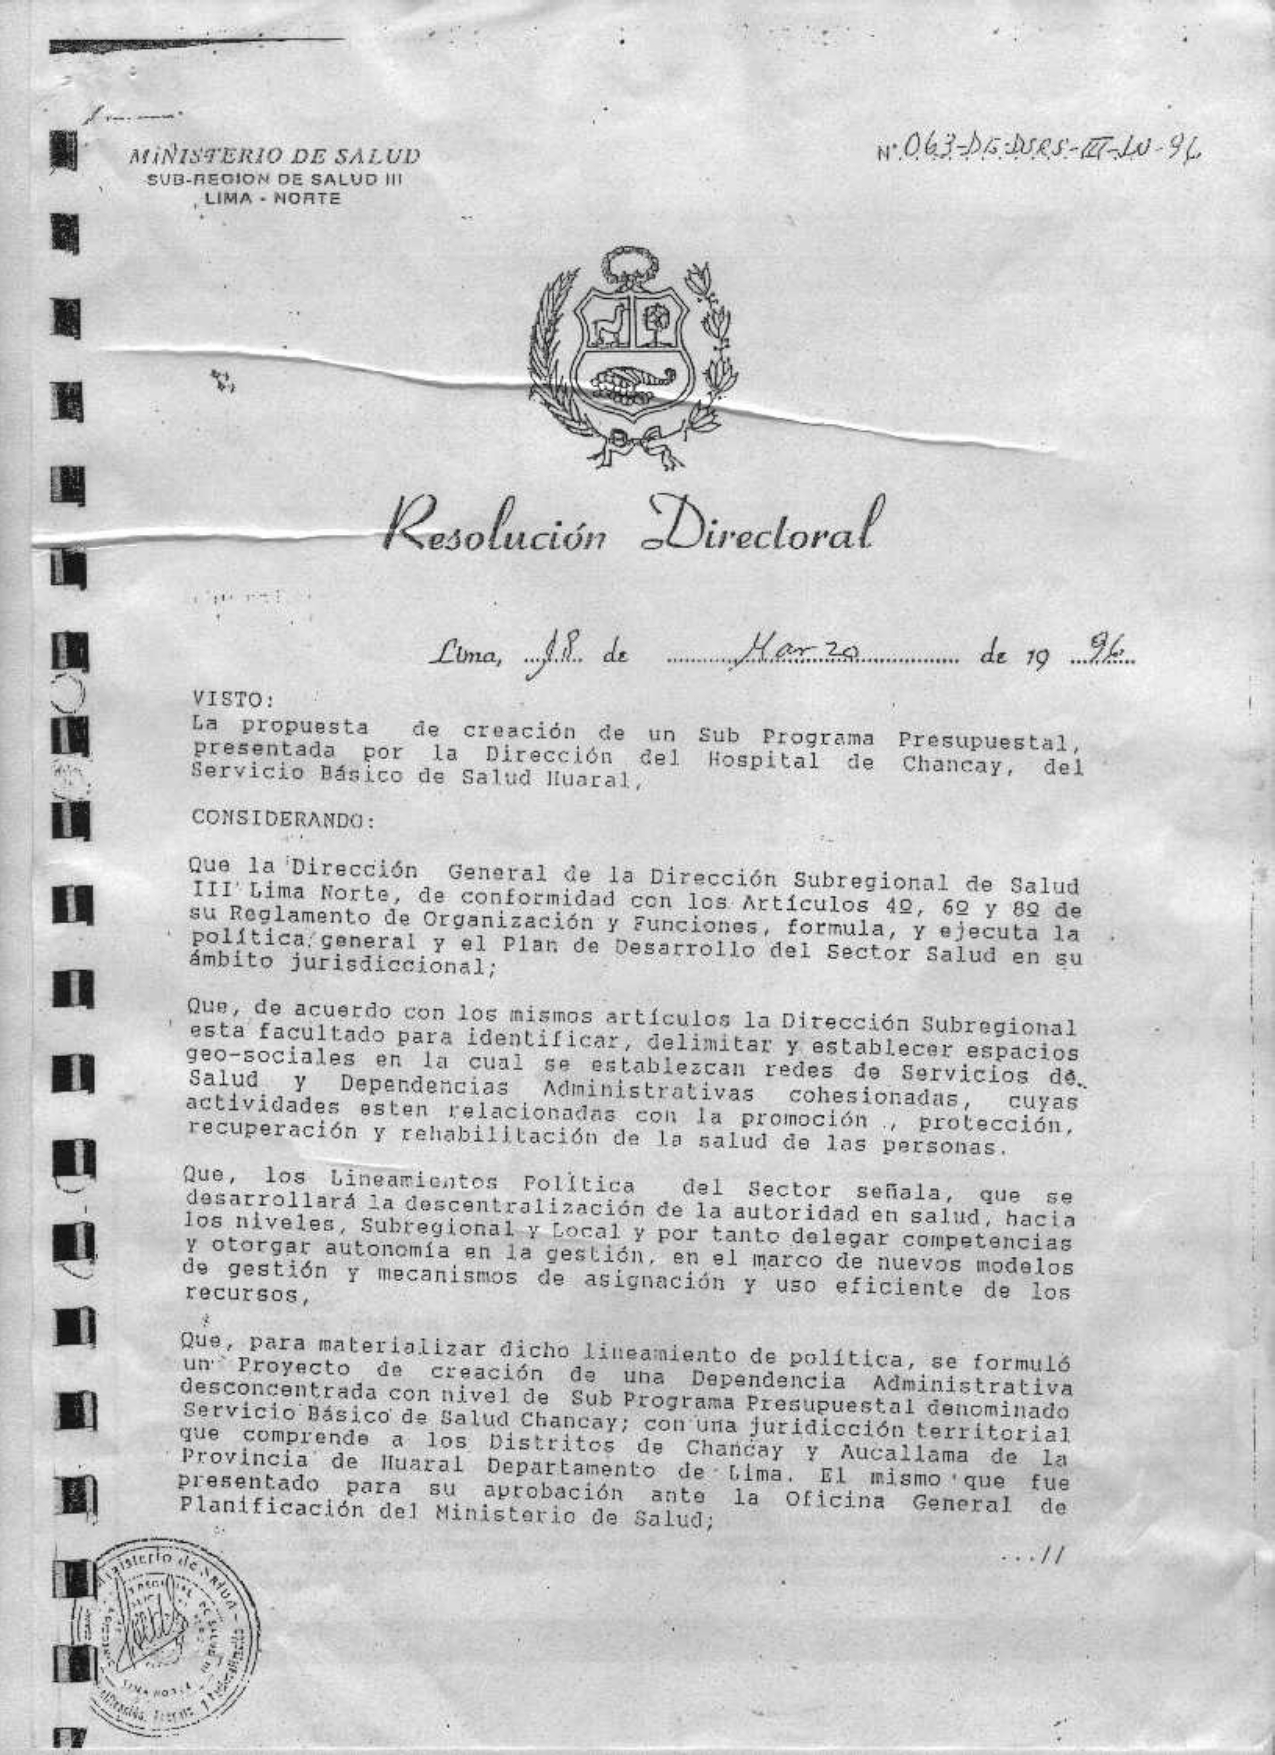 MINISTERIO DE SALUD
SUB-REGION DE SALUD III
LIMA - NORTE
Nº 063-DG-DSRS-III-LN-96
Resolución Directoral
Lima, 18 de Marzo de 19 96
VISTO:
La propuesta de creación de un Sub Programa Presupuestal,
presentada por la Dirección del Hospital de Chancay, del
Servicio Básico de Salud Huaral,
CONSIDERANDO:
Que la Dirección General de la Dirección Subregional de Salud
III Lima Norte, de conformidad con los Artículos 4º, 6º y 8º de
su Reglamento de Organización y Funciones, formula, y ejecuta la
política general y el Plan de Desarrollo del Sector Salud en su
ámbito jurisdiccional;
Que, de acuerdo con los mismos artículos la Dirección Subregional
esta facultado para identificar, delimitar y establecer espacios
geo-sociales en la cual se establezcan redes de Servicios de
Salud y Dependencias Administrativas cohesionadas, cuyas
actividades esten relacionadas con la promoción , protección,
recuperación y rehabilitación de la salud de las personas.
Que, los Lineamientos Política del Sector señala, que se
desarrollará la descentralización de la autoridad en salud, hacia
los niveles, Subregional y Local y por tanto delegar competencias
y otorgar autonomía en la gestión, en el marco de nuevos modelos
de gestión y mecanismos de asignación y uso eficiente de los
recursos,
Que, para materializar dicho lineamiento de política, se formuló
un Proyecto de creación de una Dependencia Administrativa
desconcentrada con nivel de Sub Programa Presupuestal denominado
Servicio Básico de Salud Chancay; con una juridicción territorial
que comprende a los Distritos de Chancay y Aucallama de la
Provincia de Huaral Departamento de Lima. El mismo que fue
presentado para su aprobación ante la Oficina General de
Planificación del Ministerio de Salud;
...//
Ministerio de Salud
LIMA NORTE